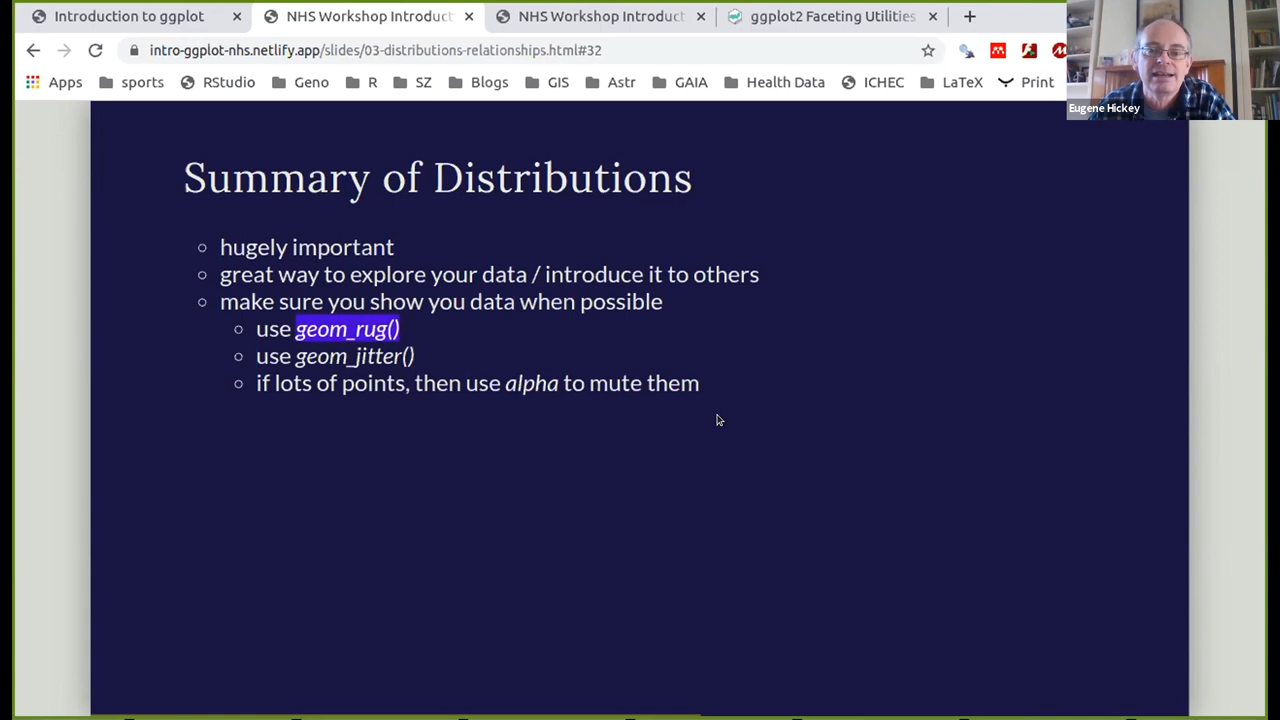 Introduction to ggplot
NHS Workshop Introduct
NHS Workshop Introduct
ggplot2 Faceting Utilities
intro-ggplot-nhs.netlify.app/slides/03-distributions-relationships.html#32
Apps sports RStudio Geno R SZ Blogs GIS Astr GAIA Health Data ICHEC LaTeX Print
Eugene Hickey
Summary of Distributions
hugely important
great way to explore your data / introduce it to others
make sure you show you data when possible
use geom_rug()
use geom_jitter()
if lots of points, then use alpha to mute them